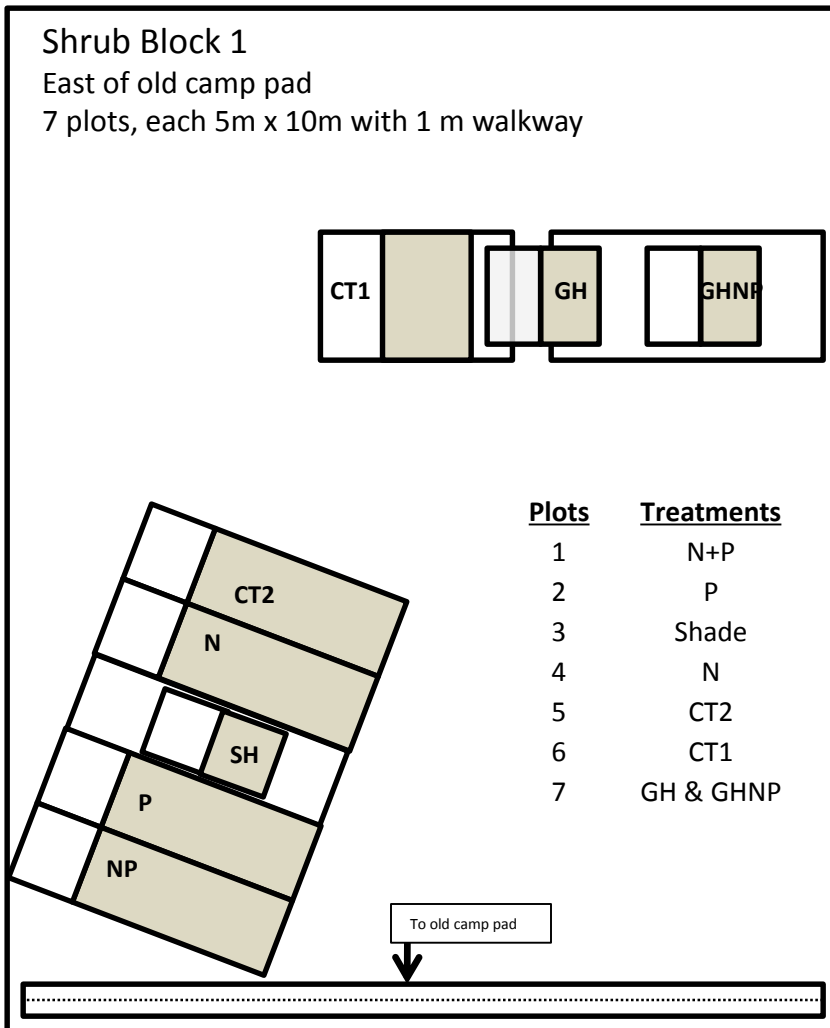 Shrub Block 1
East of old camp pad
7 plots, each 5m x 10m with 1 m walkway
CT1
GH
GHNP
CT2
N
SH
P
NP
Plots Treatments
1 N+P
2 P
3 Shade
4 N
5 CT2
6 CT1
7 GH & GHNP
To old camp pad